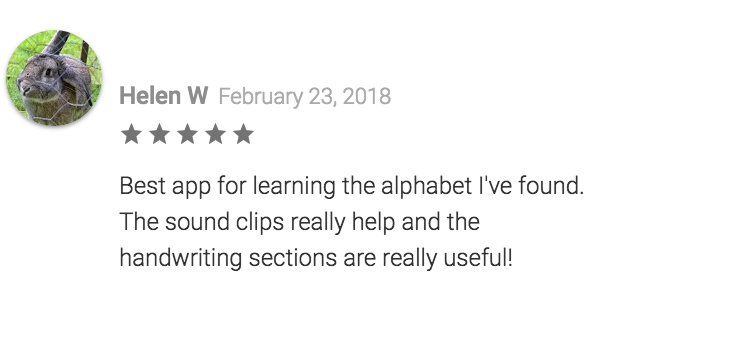 Helen W February 23, 2018
Best app for learning the alphabet I've found.
The sound clips really help and the
handwriting sections are really useful!